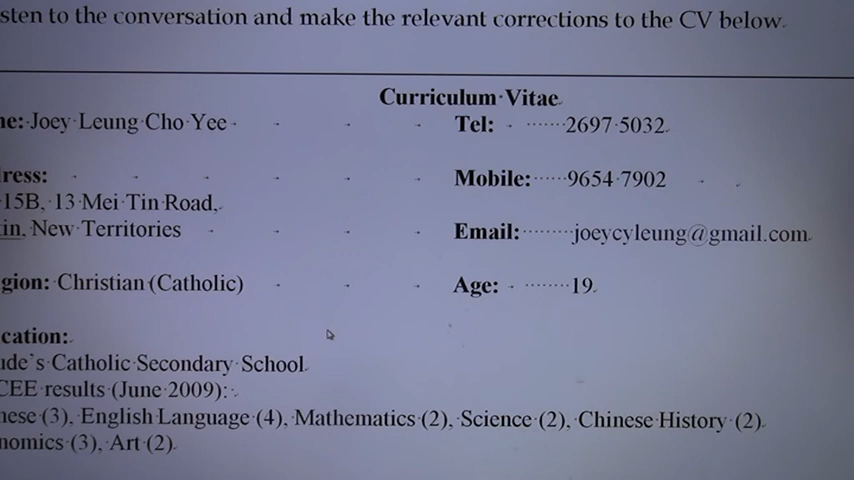 sten to the conversation and make the relevant corrections to the CV below.
Curriculum Vitae
ne: Joey Leung Cho Yee
Tel: 2697 5032
ress:
Mobile: 9654 7902
15B, 13 Mei Tin Road,
in, New Territories
Email: joeycyleung@gmail.com
gion: Christian (Catholic)
Age: 19
cation:
ude's Catholic Secondary School
CEE results (June 2009):
nese (3), English Language (4), Mathematics (2), Science (2), Chinese History (2)
nomics (3), Art (2)